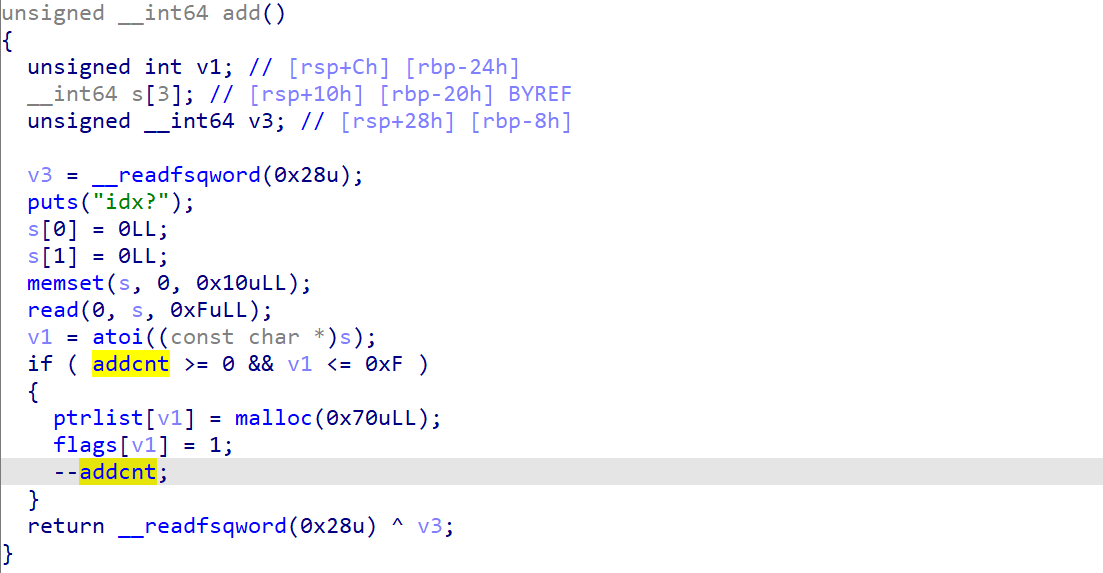 unsigned __int64 add()
{
  unsigned int v1; // [rsp+Ch] [rbp-24h]
  __int64 s[3]; // [rsp+10h] [rbp-20h] BYREF
  unsigned __int64 v3; // [rsp+28h] [rbp-8h]

  v3 = __readfsqword(0x28u);
  puts("idx?");
  s[0] = 0LL;
  s[1] = 0LL;
  memset(s, 0, 0x10uLL);
  read(0, s, 0xFuLL);
  v1 = atoi((const char *)s);
  if ( addcnt >= 0 && v1 <= 0xF )
  {
    ptrlist[v1] = malloc(0x70uLL);
    flags[v1] = 1;
    --addcnt;
  }
  return __readfsqword(0x28u) ^ v3;
}